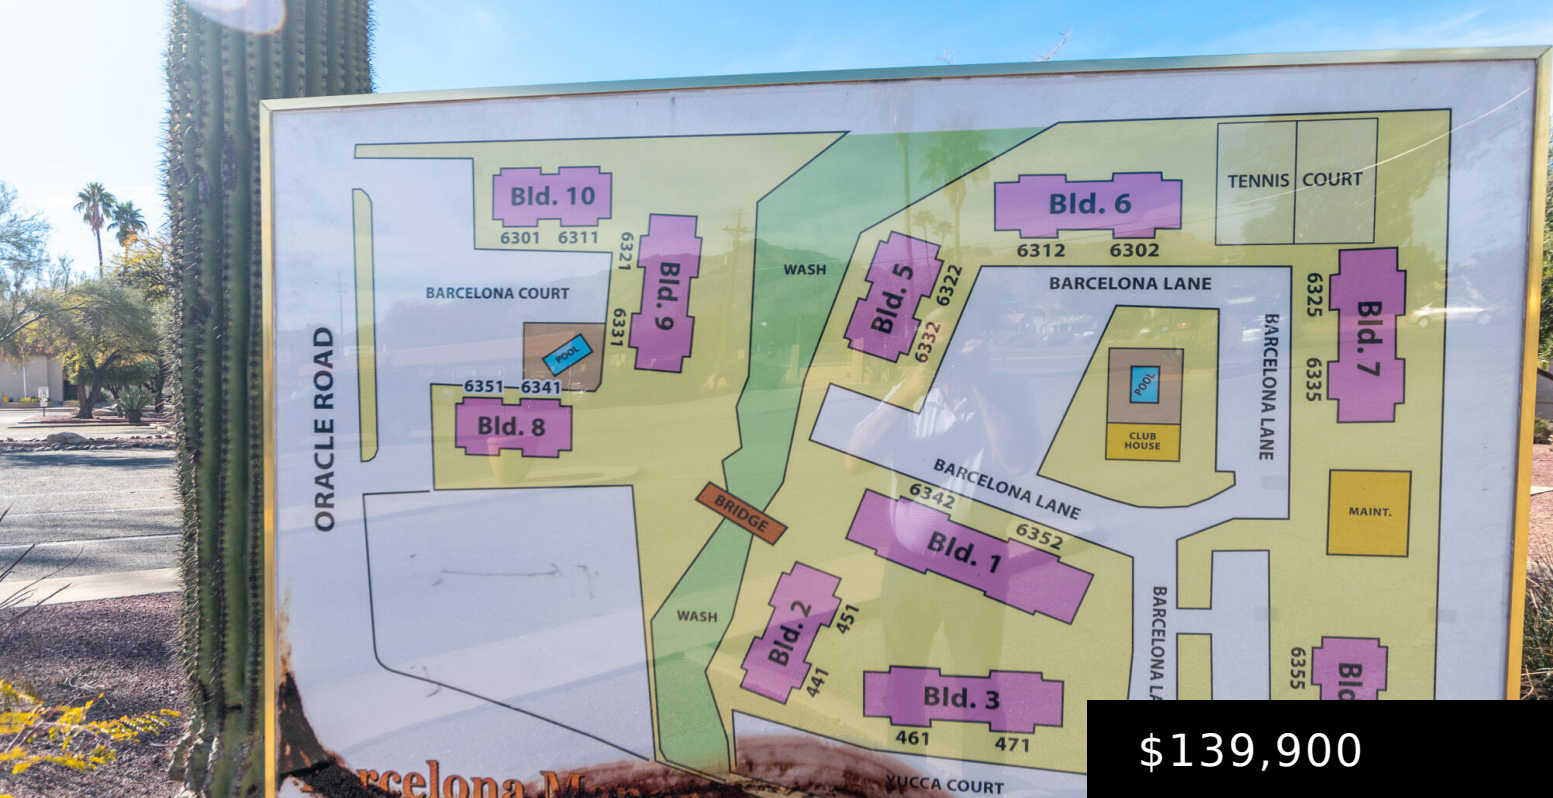 Bld. 10
6301 6311
6321
6331
Bld. 9
BARCELONA COURT
POOL
6351 6341
Bld. 8
ORACLE ROAD
WASH
BRIDGE
WASH
Bld. 6
6312 6302
TENNIS COURT
Bld. 5
6322
6332
BARCELONA LANE
BARCELONA LANE
POOL
CLUB
HOUSE
6325
6335
Bld. 7
MAINT.
BARCELONA LANE
6342
6352
Bld. 1
Bld. 2
451
441
Bld. 3
461 471
BARCELONA LA
6355
Bld
YUCCA COURT
rcelona
$139,900